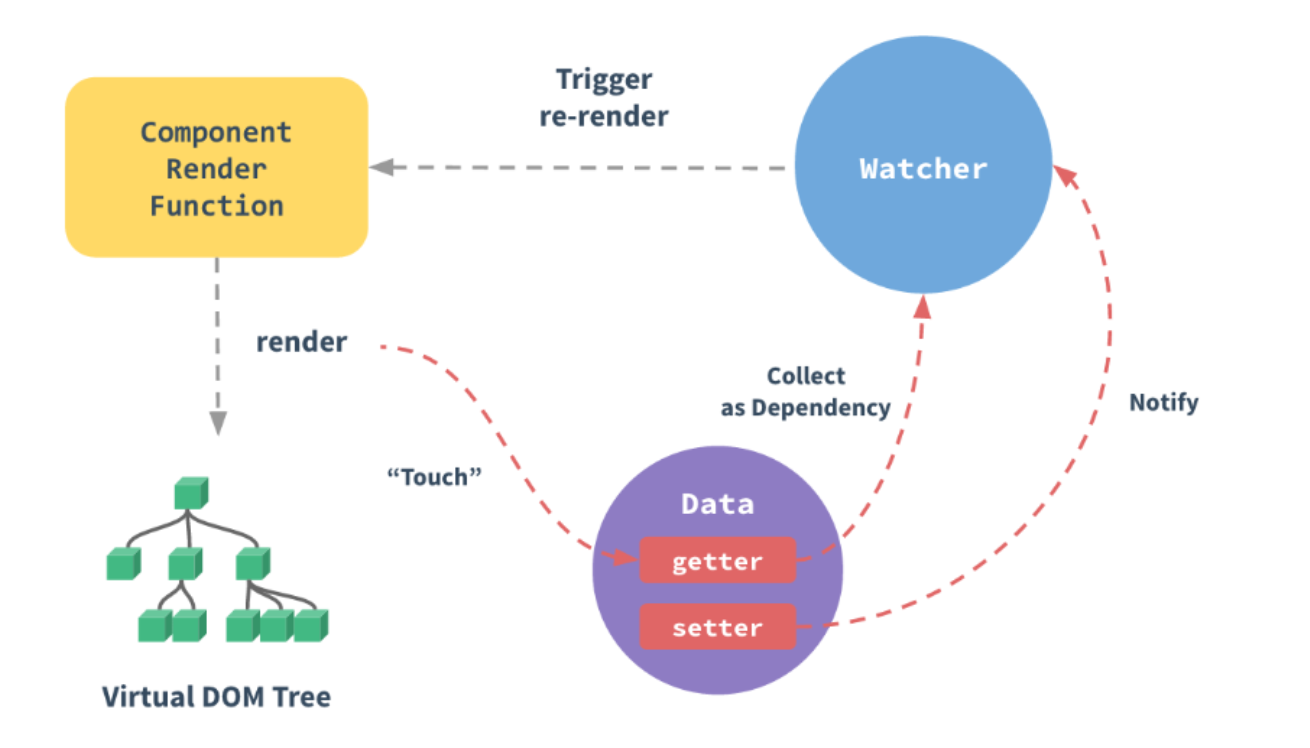 Trigger
re-render
Component
Render
Function
Watcher
render
Collect
as Dependency
Notify
“Touch”
Data
getter
setter
Virtual DOM Tree